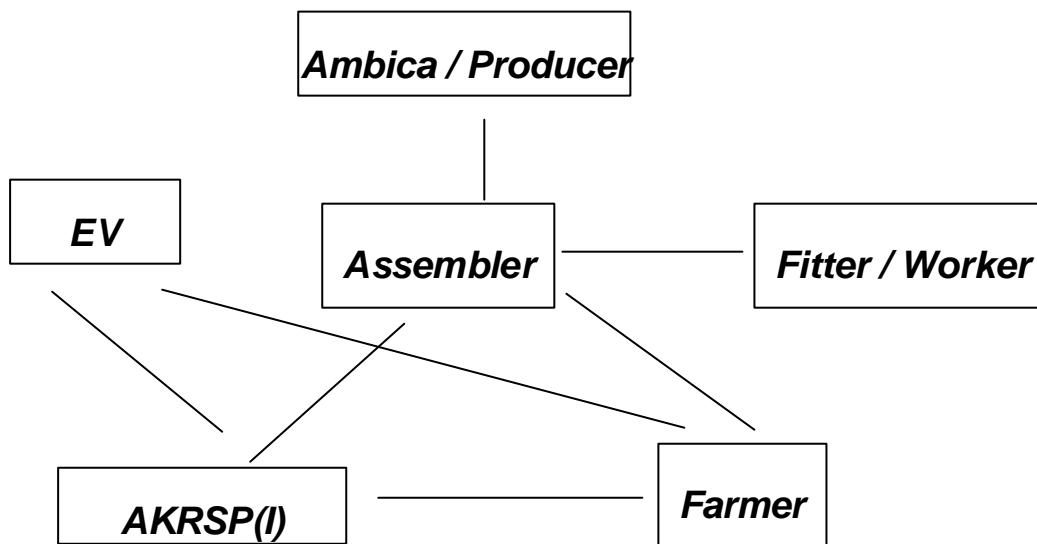 Ambica / Producer
EV
Assembler
Fitter / Worker
AKRSP(I)
Farmer